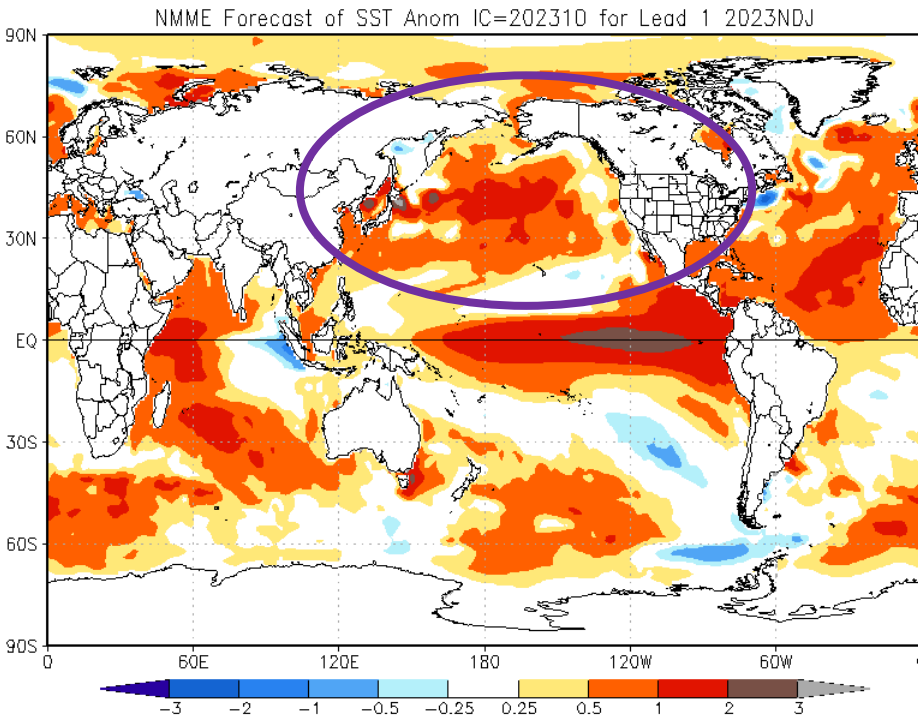 NMME Forecast of SST Anom IC=202310 for Lead 1 2023NDJ
90N
60N
30N
EQ
30S
60S
90S
0 60E 120E 180 120W 60W
-3 -2 -1 -0.5 -0.25 0.25 0.5 1 2 3